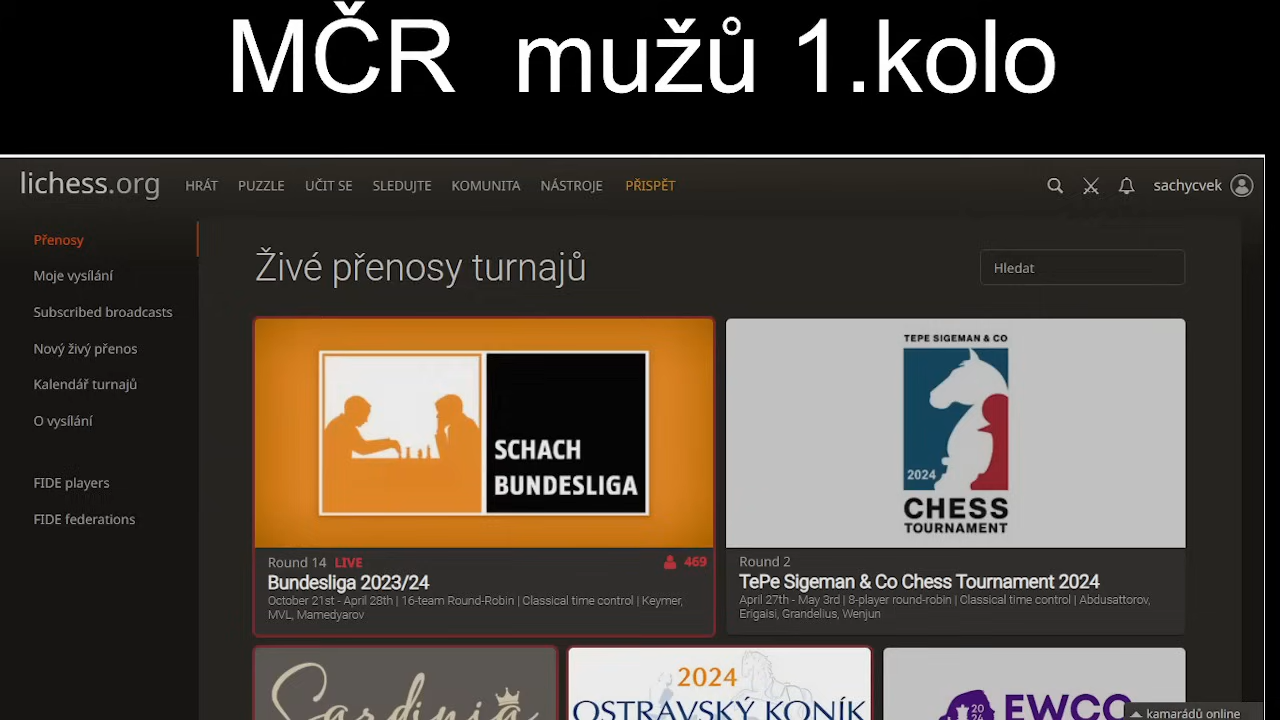 MČR mužů 1.kolo
lichess.org HRÁT PUZZLE UČIT SE SLEDUJTE KOMUNITA NÁSTROJE PŘISPĚT sachycvek
Přenosy
Moje vysílání
Subscribed broadcasts
Nový živý přenos
Kalendář turnajů
O vysílání
FIDE players
FIDE federations
Živé přenosy turnajů
Hledat
SCHACH
BUNDESLIGA
Round 14 LIVE 469
Bundesliga 2023/24
October 21st - April 28th | 16-team Round-Robin | Classical time control | Keymer,
MVL, Mamedyarov
TEPE SIGEMAN & CO
2024
CHESS
TOURNAMENT
Round 2
TePe Sigeman & Co Chess Tournament 2024
April 27th - May 3rd | 8-player round-robin | Classical time control | Abdusattorov,
Erigaisi, Grandelius, Wenjun
Sardinia
2024
OSTRAVSKÝ KONÍK
2024
EWCC
kamarádů online